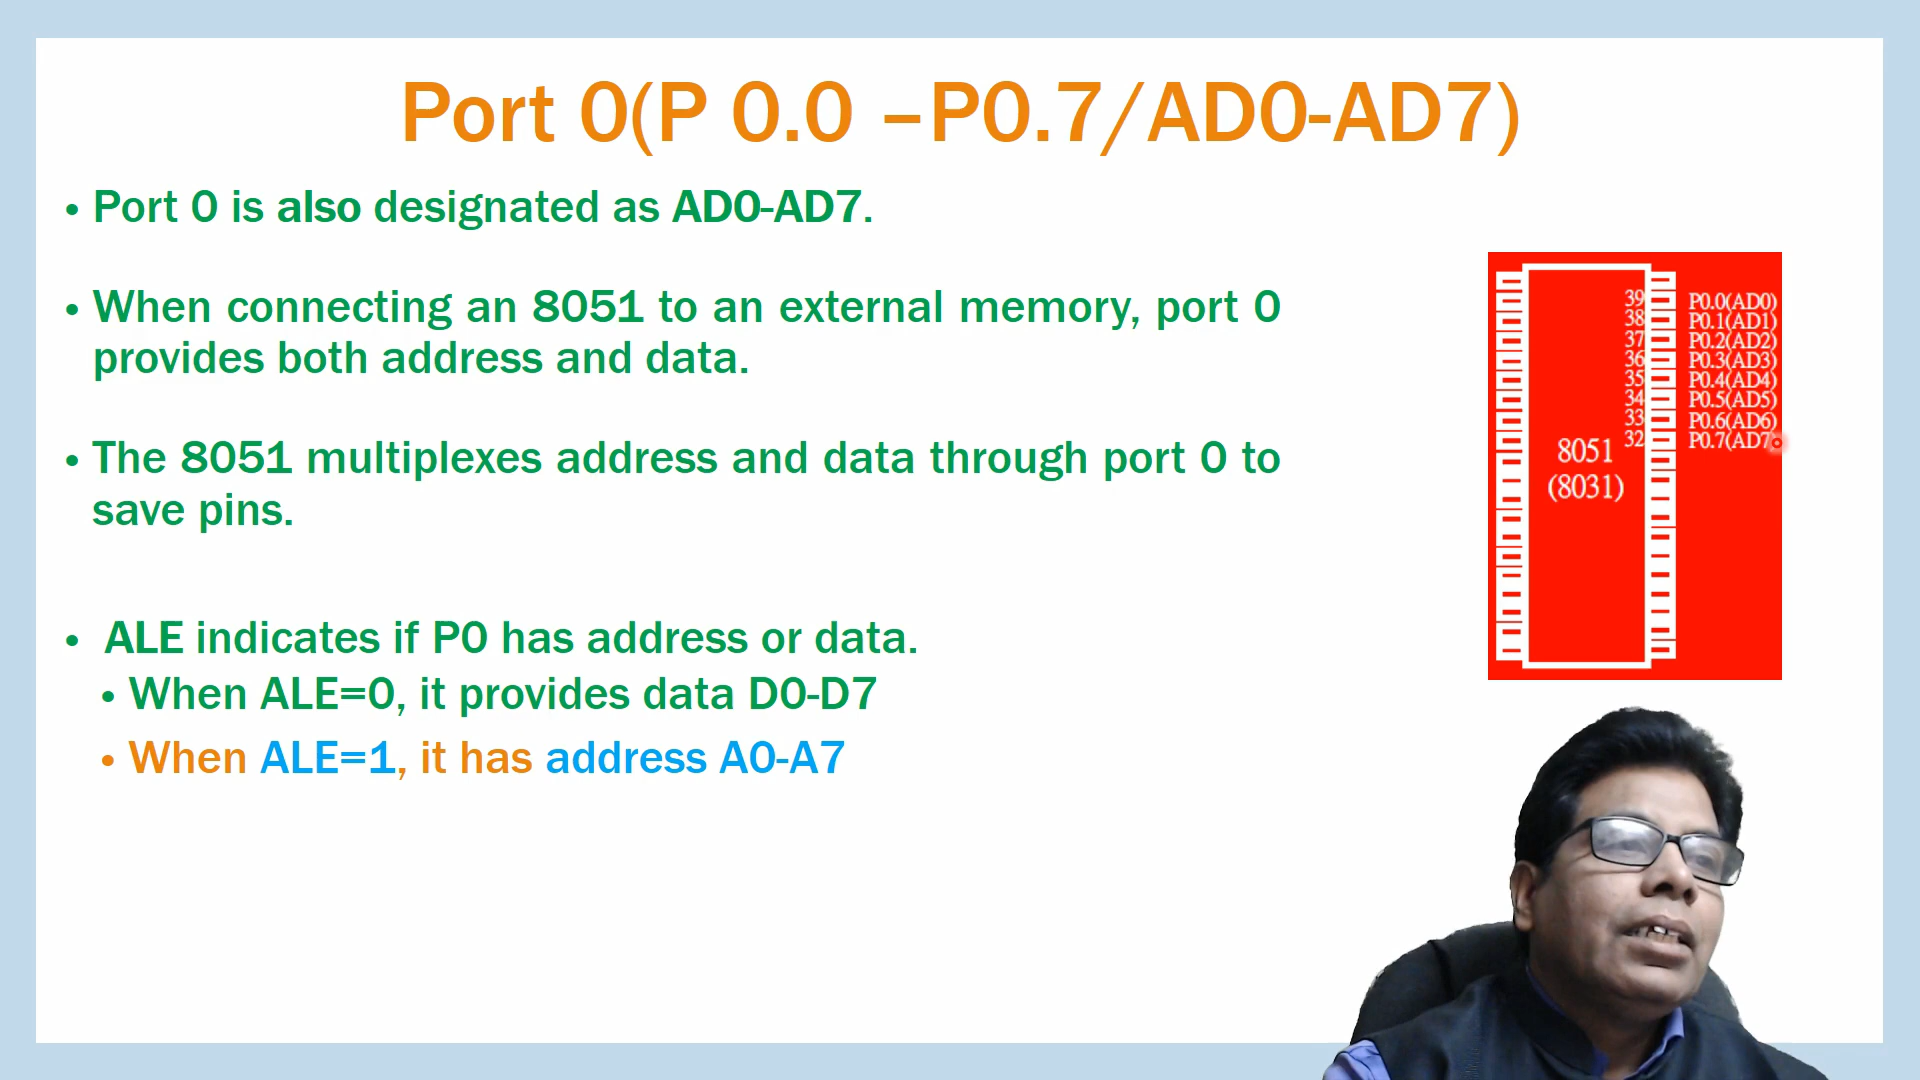 Port 0(P 0.0 –P0.7/AD0-AD7)
• Port 0 is also designated as AD0-AD7.
• When connecting an 8051 to an external memory, port 0
provides both address and data.
• The 8051 multiplexes address and data through port 0 to
save pins.
• ALE indicates if P0 has address or data.
• When ALE=0, it provides data D0-D7
• When ALE=1, it has address A0-A7
39 P0.0(AD0)
38 P0.1(AD1)
37 P0.2(AD2)
36 P0.3(AD3)
35 P0.4(AD4)
34 P0.5(AD5)
33 P0.6(AD6)
32 P0.7(AD7
8051
(8031)